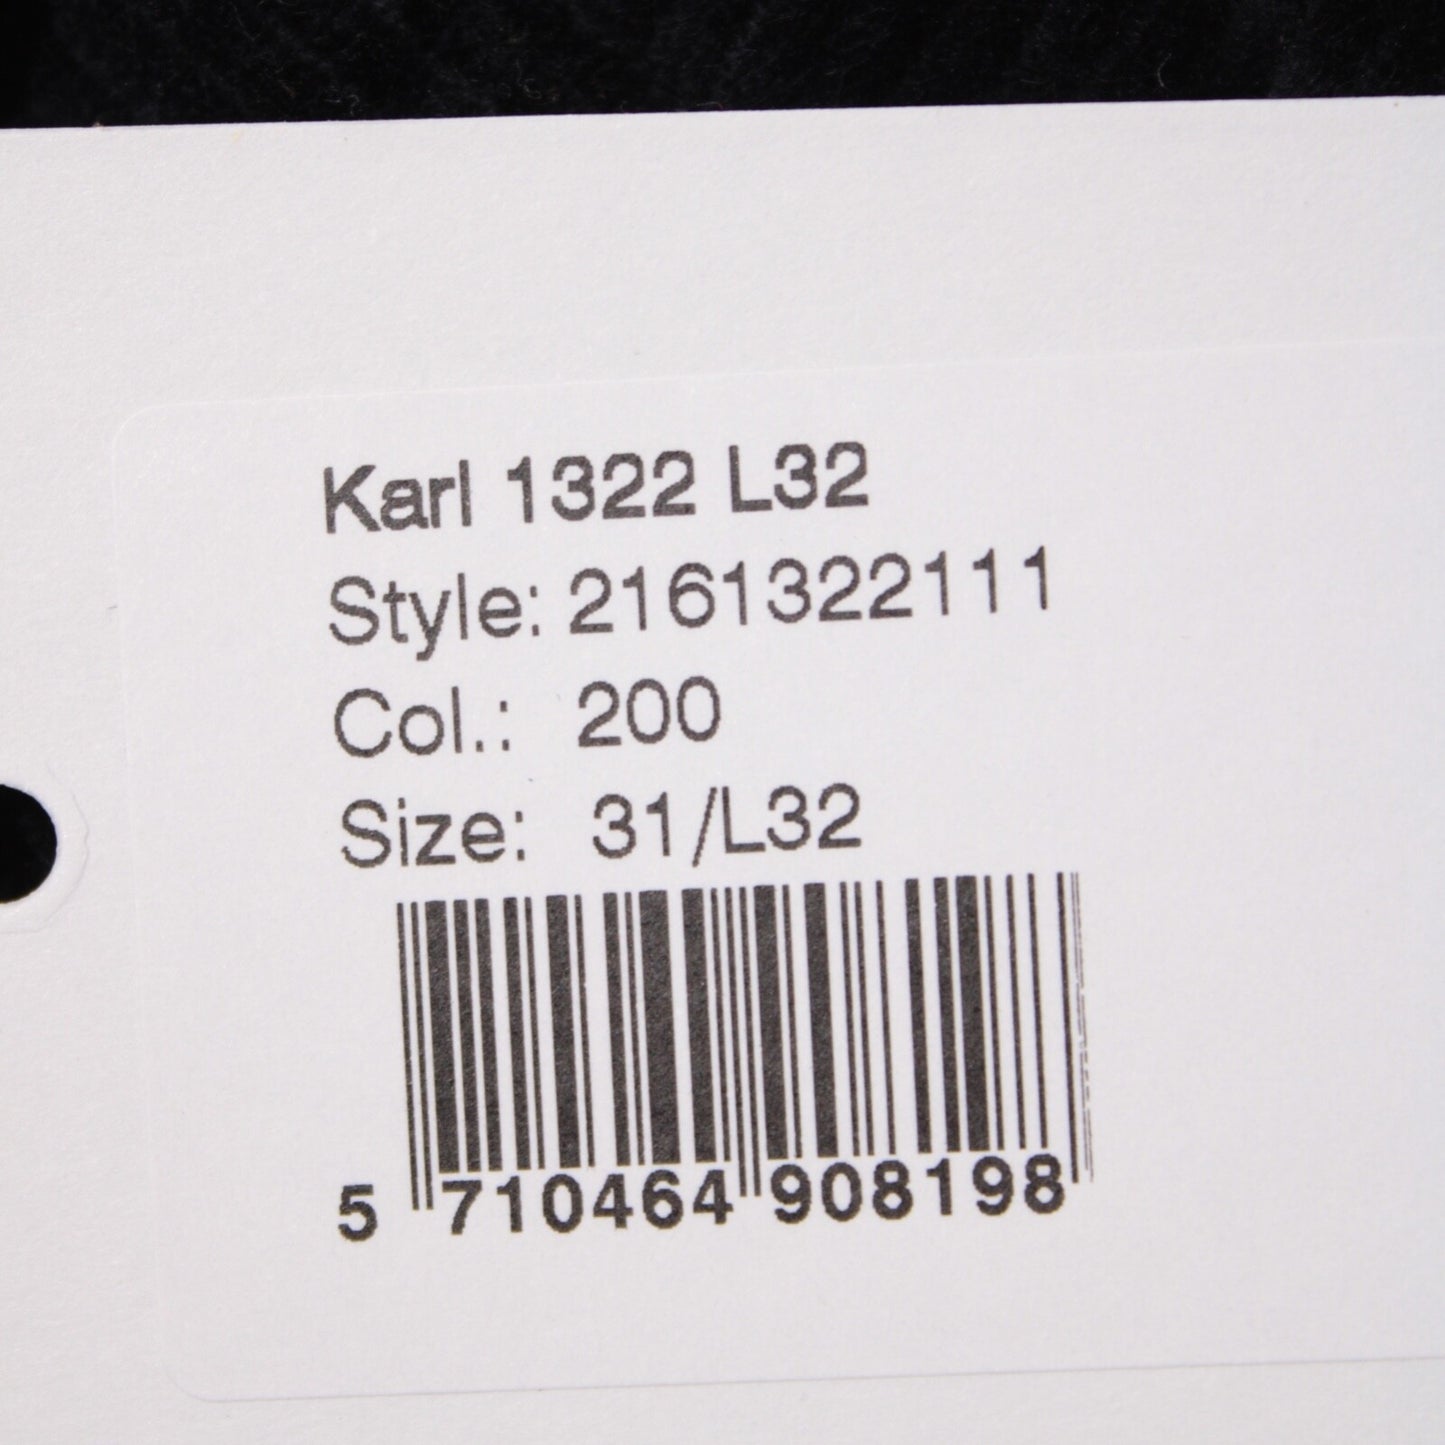 Karl 1322 L32
Style: 2161322111
Col.: 200
Size: 31/L32
5 710464 908198